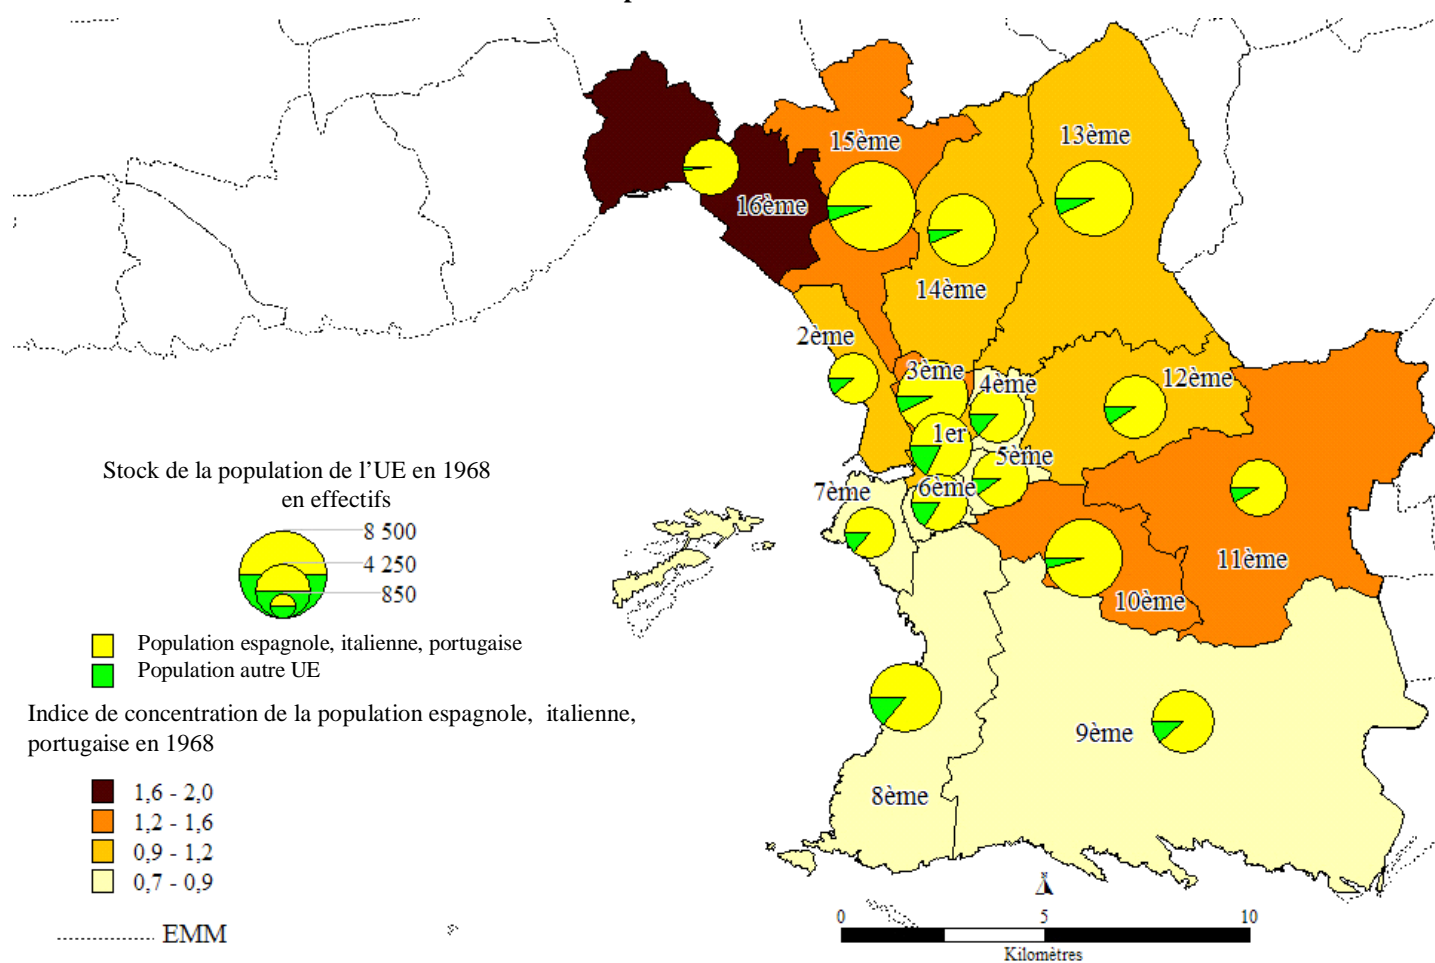 15ème
13ème
16ème
14ème
2ème
3ème
4ème
12ème
1er
5ème
Stock de la population de l’UE en 1968
en effectifs
7ème
6ème
8 500
4 250
850
11ème
10ème
Population espagnole, italienne, portugaise
Population autre UE
Indice de concentration de la population espagnole, italienne,
portugaise en 1968
9ème
8ème
1,6 - 2,0
1,2 - 1,6
0,9 - 1,2
0,7 - 0,9
EMM
N
0 5 10
Kilomètres